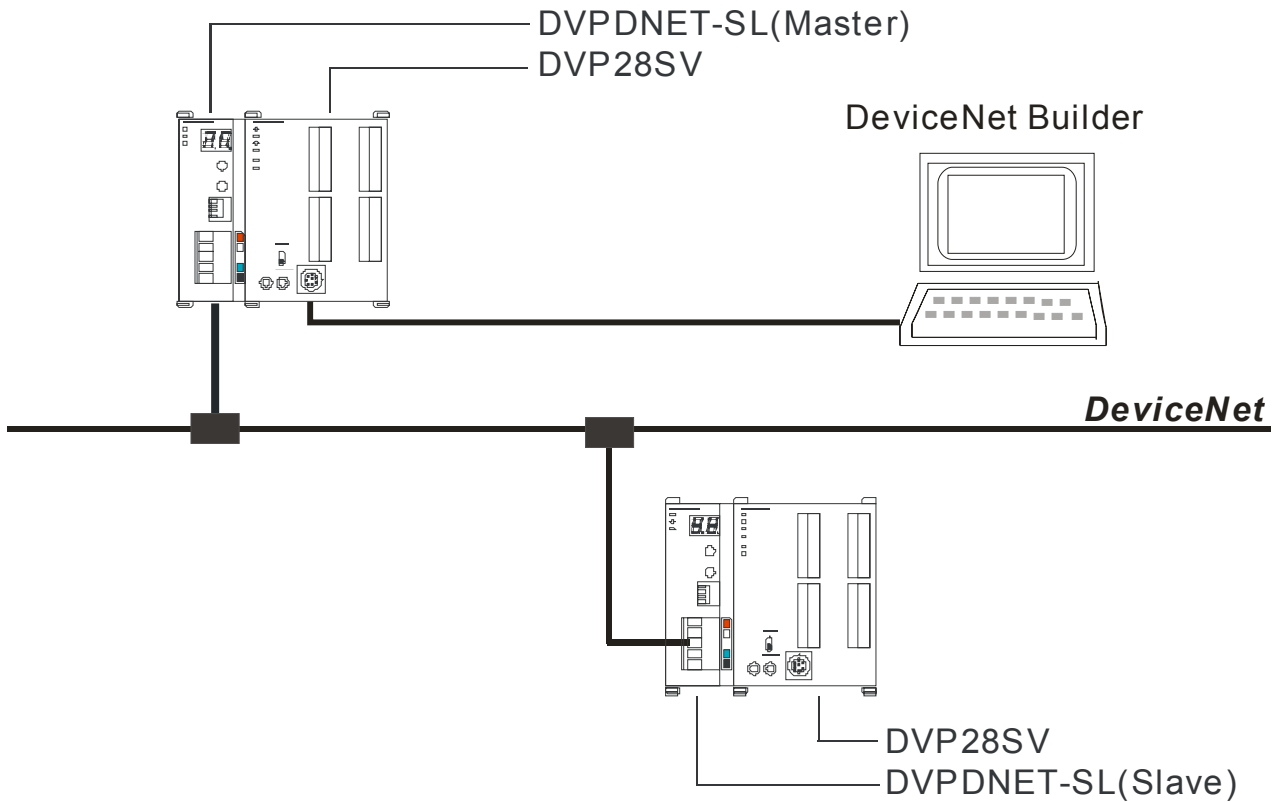 DVPDNET-SL(Master)
DVP28SV
DeviceNet Builder
DeviceNet
DVP28SV
DVPDNET-SL(Slave)